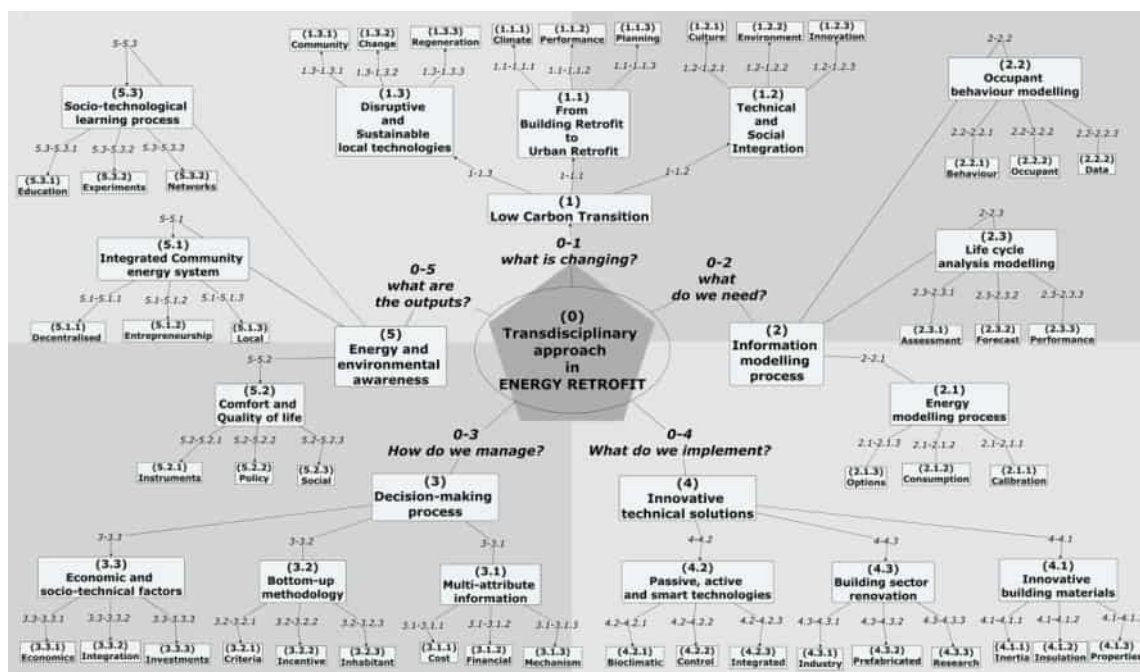 (1.3.1)
Community
(1.3.2)
Change
(1.3.3)
Regeneration
(1.1.1)
Climate
(1.1.2)
Performance
(1.1.3)
Planning
(1.2.1)
Culture
(1.2.2)
Environment
(1.2.3)
Innovation
1.3-1.3.1
1.3-1.3.2
1.3-1.3.3
1.1-1.1.1
1.1-1.1.2
1.1-1.1.3
1.2-1.2.1
1.2-1.2.2
1.2-1.2.3
(1.3)
Disruptive
and
Sustainable
local technologies
(1.1)
From
Building Retrofit
to
Urban Retrofit
(1.2)
Technical
and
Social
Integration
1-1.3
1-1.1
1-1.2
(1)
Low Carbon Transition
0-1
what is changing?
5-5.3
(5.3)
Socio-technological
learning process
5.3-5.3.1
5.3-5.3.2
5.3-5.3.3
(5.3.1)
Education
(5.3.2)
Experiments
(5.3.2)
Networks
5-5.1
(5.1)
Integrated Community
energy system
5.1-5.1.1
5.1-5.1.2
5.1-5.1.3
(5.1.1)
Decentralised
(5.1.2)
Entrepreneurship
(5.1.3)
Local
0-5
what are
the outputs?
(5)
Energy and
environmental
awareness
5-5.2
(5.2)
Comfort and
Quality of life
5.2-5.2.1
5.2-5.2.2
5.2-5.2.3
(5.2.1)
Instruments
(5.2.2)
Policy
(5.2.3)
Social
(0)
Transdisciplinary
approach
in
ENERGY RETROFIT
0-2
what
do we need?
(2)
Information
modelling
process
2-2.2
(2.2)
Occupant
behaviour modelling
2.2-2.2.1
2.2-2.2.2
2.2-2.2.3
(2.2.1)
Behaviour
(2.2.2)
Occupant
(2.2.2)
Data
2-2.3
(2.3)
Life cycle
analysis modelling
2.3-2.3.1
2.3-2.3.2
2.3-2.3.3
(2.3.1)
Assessment
(2.3.2)
Forecast
(2.3.3)
Performance
2-2.1
(2.1)
Energy
modelling process
2.1-2.1.3
2.1-2.1.2
2.1-2.1.1
(2.1.3)
Options
(2.1.2)
Consumption
(2.1.1)
Calibration
0-3
How do we manage?
(3)
Decision-making
process
3-3.3
3-3.2
3-3.1
(3.3)
Economic and
socio-technical factors
(3.2)
Bottom-up
methodology
(3.1)
Multi-attribute
information
3.3-3.3.1
3.3-3.3.2
3.3-3.3.3
3.2-3.2.1
3.2-3.2.2
3.2-3.2.3
3.1-3.1.1
3.1-3.1.2
3.1-3.1.3
(3.3.1)
Economics
(3.3.2)
Integration
(3.3.3)
Investments
(3.2.1)
Criteria
(3.2.2)
Incentive
(3.2.3)
Inhabitant
(3.1.1)
Cost
(3.1.2)
Financial
(3.1.3)
Mechanism
0-4
What do we implement?
(4)
Innovative
technical solutions
4-4.2
4-4.3
4-4.1
(4.2)
Passive, active
and smart technologies
(4.3)
Building sector
renovation
(4.1)
Innovative
building materials
4.2-4.2.1
4.2-4.2.2
4.2-4.2.3
4.3-4.3.1
4.3-4.3.2
4.3-4.3.3
4.1-4.1.1
4.1-4.1.2
4.1-4.1.3
(4.2.1)
Bioclimatic
(4.2.2)
Control
(4.2.3)
Integrated
(4.3.1)
Industry
(4.3.2)
Prefabricated
(4.3.3)
Research
(4.1.1)
Inertia
(4.1.2)
Insulation
(4.1.3)
Properties